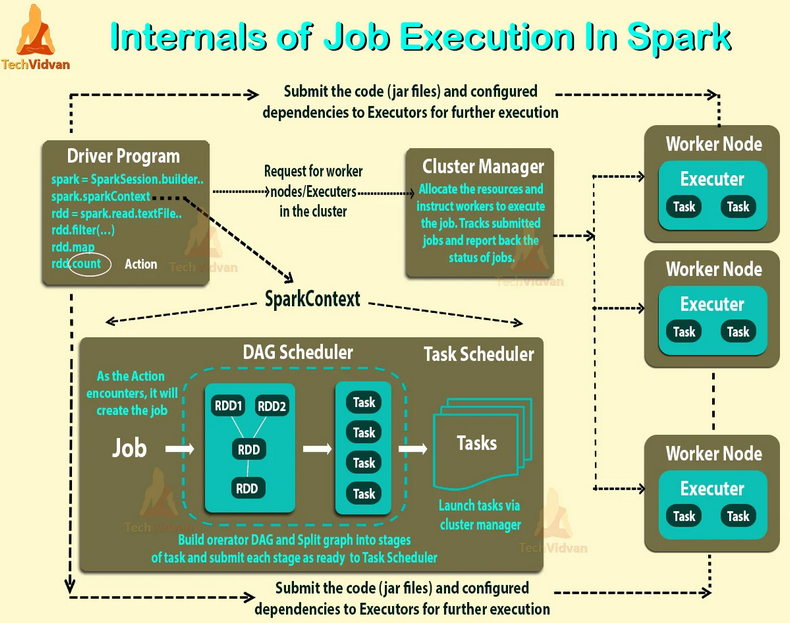 Internals of Job Execution In Spark
TechVidvan
Submit the code (jar files) and configured
dependencies to Executors for further execution
Driver Program
spark = SparkSession.builder..
spark.sparkContext
rdd = spark.read.textFile..
rdd.filter(...)
rdd.map
rdd.count
Action
TechVidvan
Request for worker
nodes/Executers
in the cluster
Cluster Manager
Allocate the resources and
instruct workers to execute
the job. Tracks submitted
jobs and report back the
status of jobs.
TechVidvan
Worker Node
Executer
Task
Task
Worker Node
Executer
Task
Task
Worker Node
Executer
Task
Task
SparkContext
DAG Scheduler
Task Scheduler
As the Action
encounters, it will
create the job
Job
RDD1
RDD2
RDD
RDD
Task
Task
Task
Task
Tasks
Launch tasks via
cluster manager
TechVidvan
TechVidvan
Build orerator DAG and Split graph into stages
of task and submit each stage as ready to Task Scheduler
Submit the code (jar files) and configured
dependencies to Executors for further execution